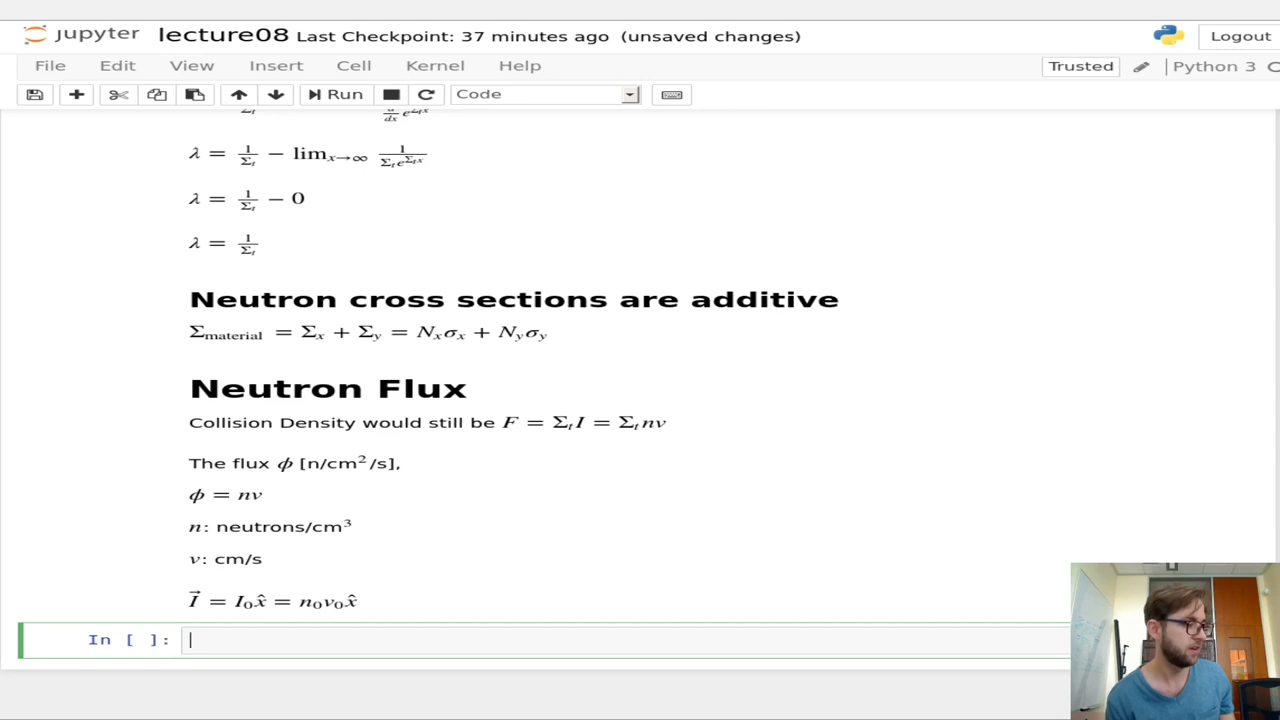 jupyter lecture08 Last Checkpoint: 37 minutes ago (unsaved changes) Logout
File Edit View Insert Cell Kernel Help Trusted Python 3
Run Code
λ = 1/Σₜ − lim x→∞ 1/(Σₜe^(Σₜx))
λ = 1/Σₜ − 0
λ = 1/Σₜ
Neutron cross sections are additive
Σmaterial = Σₓ + Σy = Nₓσₓ + Nyσy
Neutron Flux
Collision Density would still be F = ΣₜI = Σₜnv
The flux ϕ [n/cm²/s],
ϕ = nv
n: neutrons/cm³
v: cm/s
I⃗ = I₀x̂ = n₀v₀x̂
In [ ]: